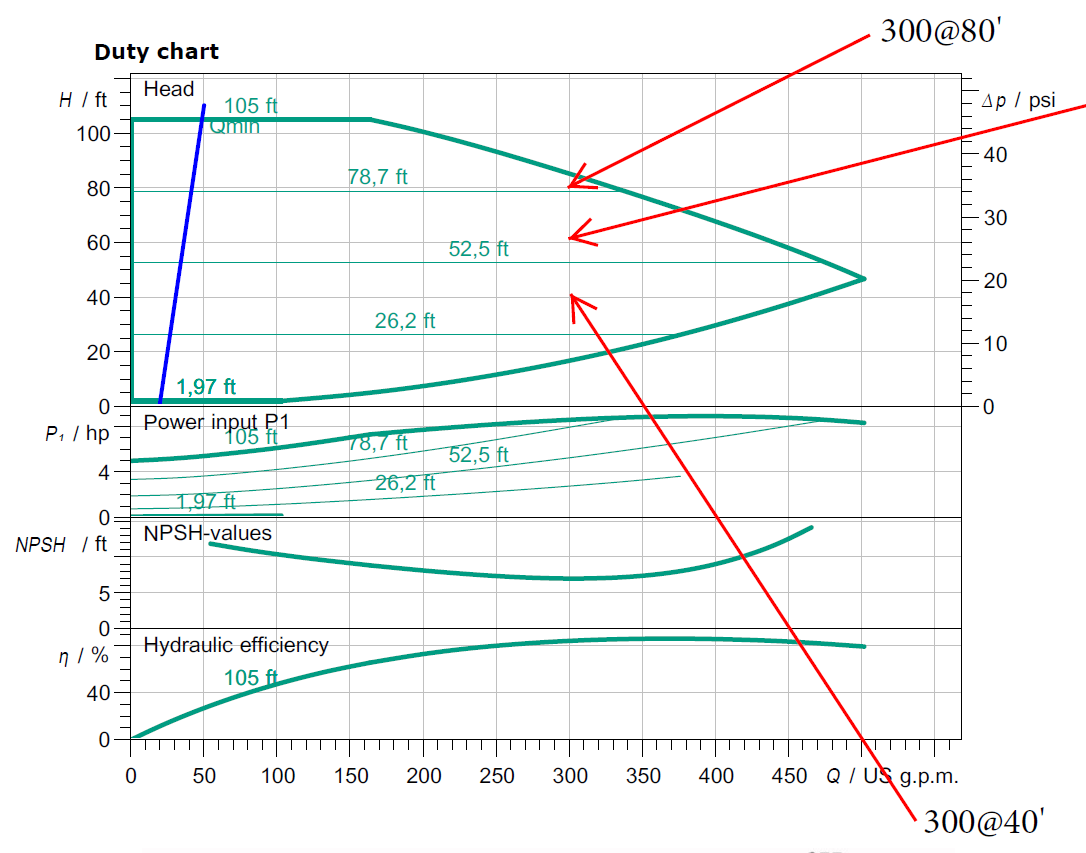 300@80'
Duty chart
H / ft
Head
105 ft
Qmin
Δp / psi
100
40
80
78,7 ft
30
60
52,5 ft
20
40
26,2 ft
20
10
1,97 ft
0
0
P₁ / hp
Power input P1
105 ft
78,7 ft
52,5 ft
4
26,2 ft
1,97 ft
0
NPSH / ft
NPSH-values
5
0
η / %
Hydraulic efficiency
105 ft
40
0
0 50 100 150 200 250 300 350 400 450 Q / US g.p.m.
300@40'